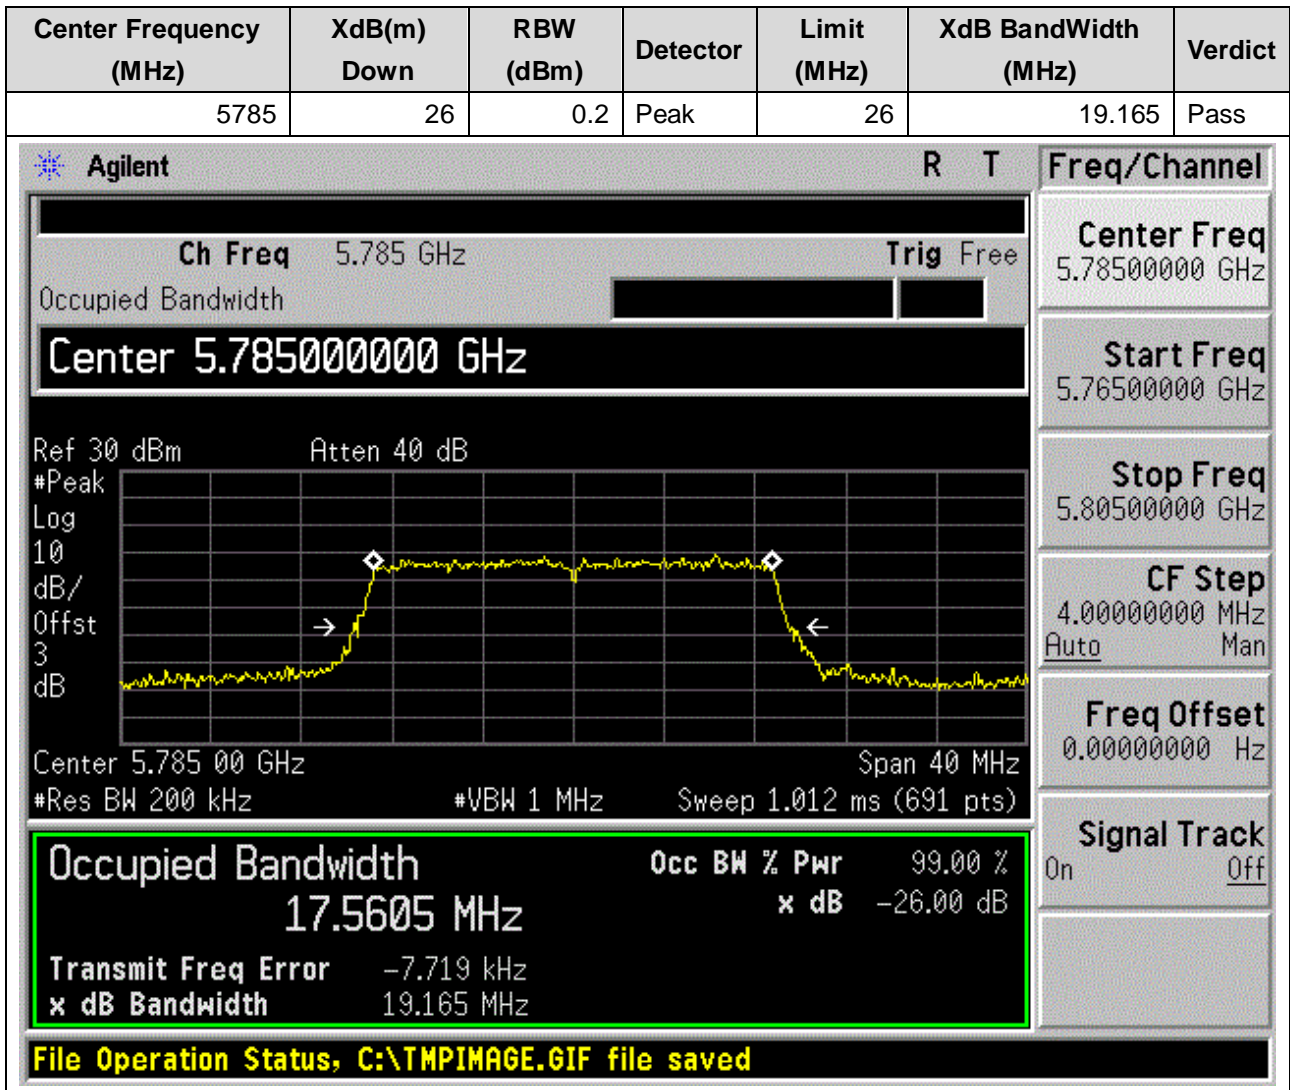 Center Frequency (MHz) XdB(m) Down RBW (dBm) Detector Limit (MHz) XdB BandWidth (MHz) Verdict
5785 26 0.2 Peak 26 19.165 Pass
Agilent R T Freq/Channel
Ch Freq 5.785 GHz Trig Free
Occupied Bandwidth
Center 5.785000000 GHz
Ref 30 dBm Atten 40 dB
#Peak
Log
10
dB/
Offst
3
dB
Center 5.785 00 GHz Span 40 MHz
#Res BW 200 kHz #VBW 1 MHz Sweep 1.012 ms (691 pts)
Occupied Bandwidth Occ BW % Pwr 99.00 %
17.5605 MHz x dB -26.00 dB
Transmit Freq Error -7.719 kHz
x dB Bandwidth 19.165 MHz
File Operation Status, C:\TMPIMAGE.GIF file saved
Center Freq
5.78500000 GHz
Start Freq
5.76500000 GHz
Stop Freq
5.80500000 GHz
CF Step
4.00000000 MHz
Auto Man
Freq Offset
0.00000000 Hz
Signal Track
On Off